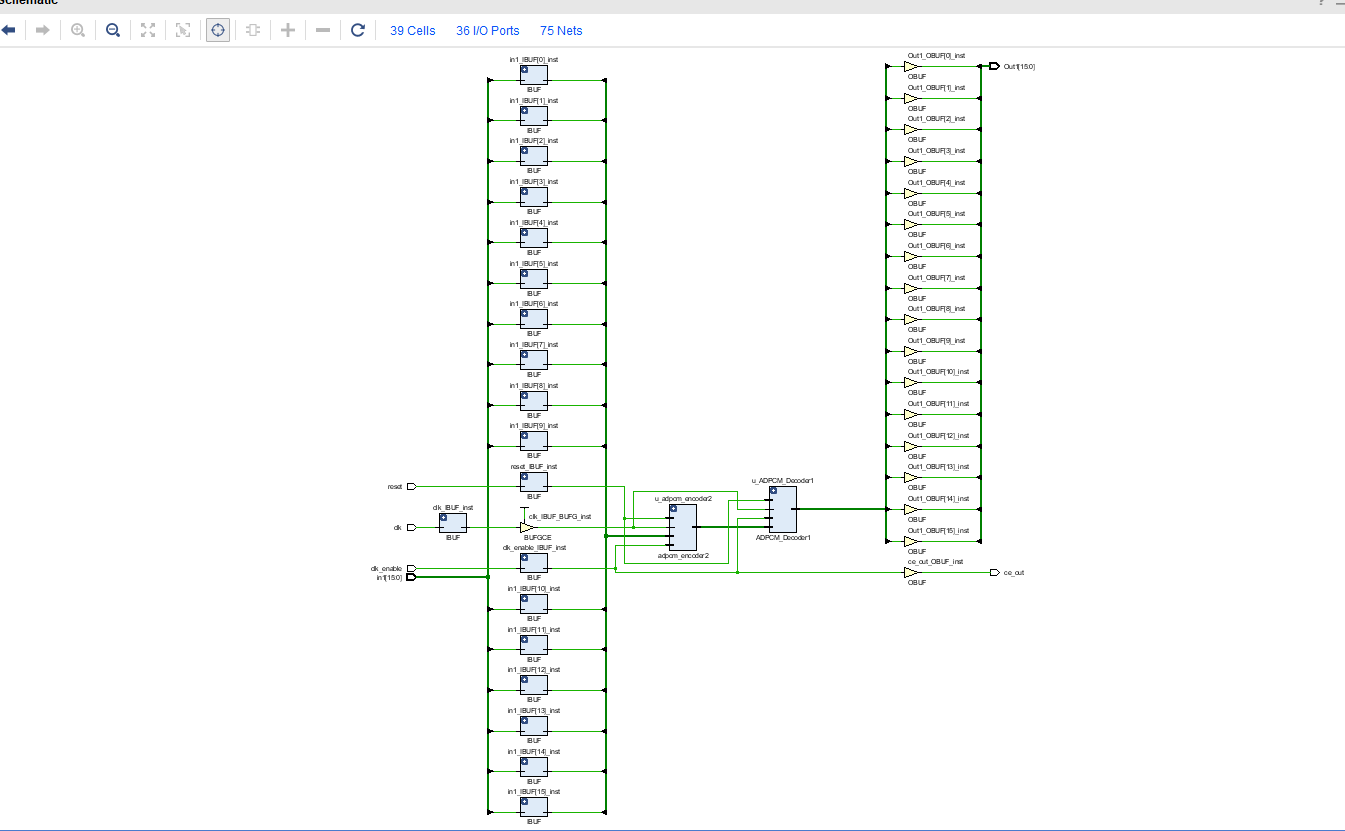 Schematic
39 Cells 36 I/O Ports 75 Nets
in1_IBUF[0]_inst
IBUF
in1_IBUF[1]_inst
IBUF
in1_IBUF[2]_inst
IBUF
in1_IBUF[3]_inst
IBUF
in1_IBUF[4]_inst
IBUF
in1_IBUF[5]_inst
IBUF
in1_IBUF[6]_inst
IBUF
in1_IBUF[7]_inst
IBUF
in1_IBUF[8]_inst
IBUF
in1_IBUF[9]_inst
IBUF
reset
reset_IBUF_inst
IBUF
clk
clk_IBUF_inst
IBUF
clk_IBUF_BUFG_inst
BUFGCE
clk_enable_IBUF_inst
IBUF
clk_enable
in1[15:0]
in1_IBUF[10]_inst
IBUF
in1_IBUF[11]_inst
IBUF
in1_IBUF[12]_inst
IBUF
in1_IBUF[13]_inst
IBUF
in1_IBUF[14]_inst
IBUF
in1_IBUF[15]_inst
IBUF
u_adpcm_encoder2
adpcm_encoder2
u_ADPCM_Decoder1
ADPCM_Decoder1
Out1_OBUF[0]_inst
OBUF
Out1[15:0]
Out1_OBUF[1]_inst
OBUF
Out1_OBUF[2]_inst
OBUF
Out1_OBUF[3]_inst
OBUF
Out1_OBUF[4]_inst
OBUF
Out1_OBUF[5]_inst
OBUF
Out1_OBUF[6]_inst
OBUF
Out1_OBUF[7]_inst
OBUF
Out1_OBUF[8]_inst
OBUF
Out1_OBUF[9]_inst
OBUF
Out1_OBUF[10]_inst
OBUF
Out1_OBUF[11]_inst
OBUF
Out1_OBUF[12]_inst
OBUF
Out1_OBUF[13]_inst
OBUF
Out1_OBUF[14]_inst
OBUF
Out1_OBUF[15]_inst
OBUF
ce_out_OBUF_inst
OBUF
ce_out